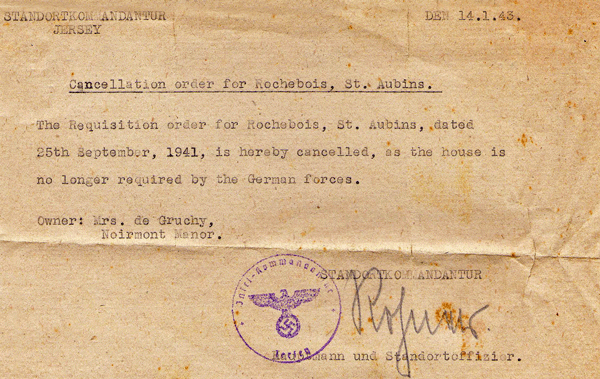 STANDORTKOMMANDANTUR
JERSEY
DEN 14.1.43.
Cancellation order for Rochebois, St. Aubins.
The Requisition order for Rochebois, St. Aubins, dated
25th September, 1941, is hereby cancelled, as the house is
no longer required by the German forces.
Owner: Mrs. de Gruchy,
Noirmont Manor.
STANDORTKOMMANDANTUR
und Standortoffizier.